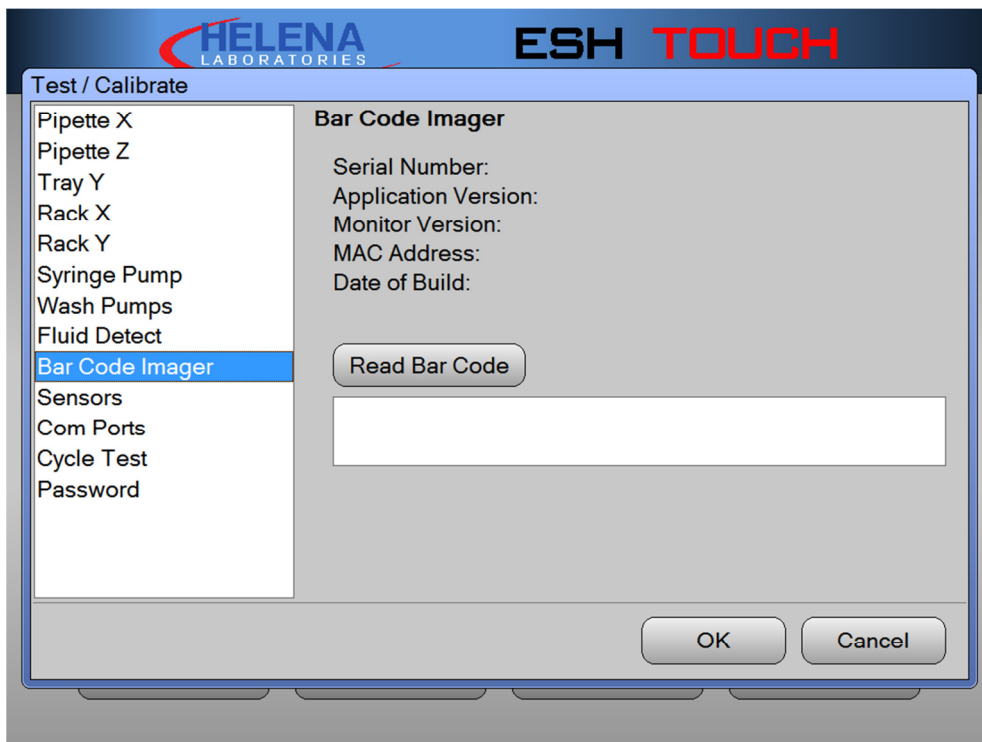 HELENA
LABORATORIES
ESH TOUCH
Test / Calibrate
Pipette X
Pipette Z
Tray Y
Rack X
Rack Y
Syringe Pump
Wash Pumps
Fluid Detect
Bar Code Imager
Sensors
Com Ports
Cycle Test
Password
Bar Code Imager
Serial Number:
Application Version:
Monitor Version:
MAC Address:
Date of Build:
Read Bar Code
OK
Cancel